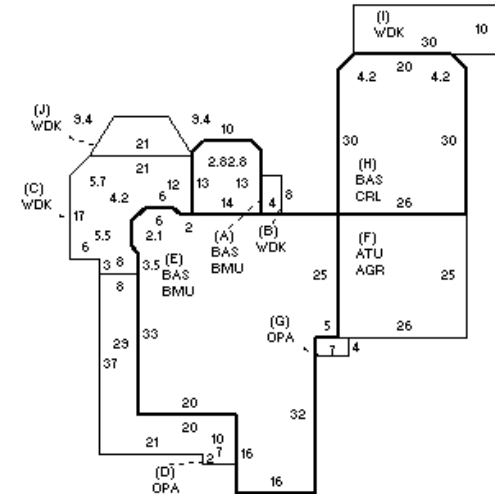 (I)
WDK
10
30
20
4.2
4.2
(J)
WDK
9.4
9.4
10
21
21
2.82.8
30
30
(H)
BAS
CRL
(C)
WDK
5.7
12
13
13
4.2
6
8
17
14
4
26
6
2
5.5
2.1
(A)
BAS
BMU
(B)
WDK
(F)
ATU
AGR
6
3
8
3.5
(E)
BAS
BMU
25
25
8
(G)
OPA
5
26
29
33
7
4
37
20
32
20
21
10
7
2
16
(D)
OPA
16